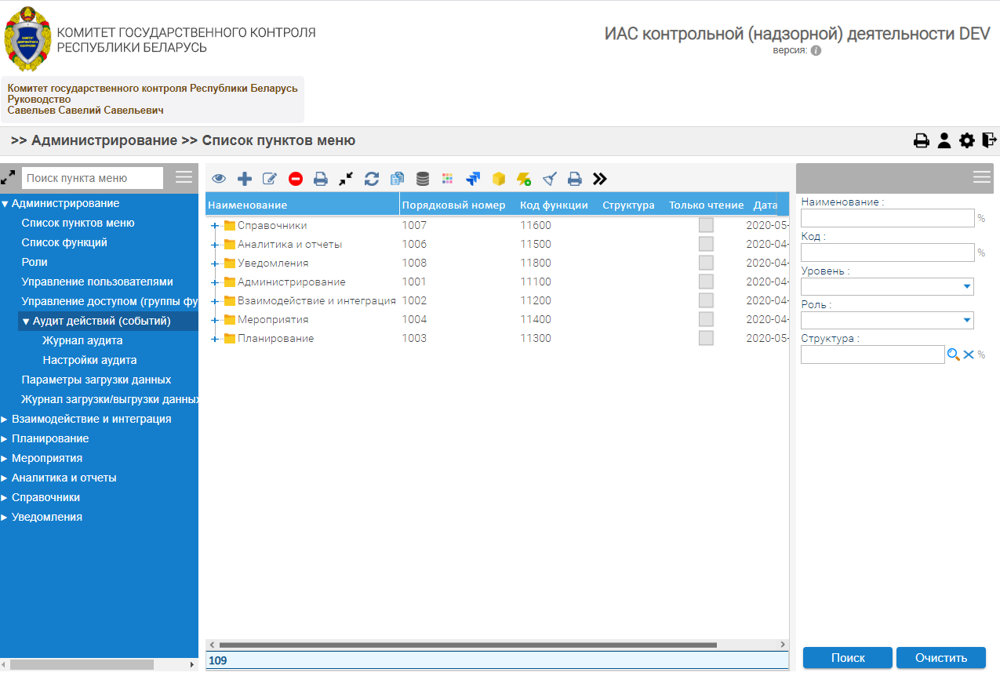 КОМИТЕТ ГОСУДАРСТВЕННОГО КОНТРОЛЯ
РЕСПУБЛИКИ БЕЛАРУСЬ
ИАС контрольной (надзорной) деятельности DEV
версия:
Комитет государственного контроля Республики Беларусь
Руководство
Савельев Савелий Савельевич
>> Администрирование >> Список пунктов меню
Поиск пункта меню
Администрирование
Список пунктов меню
Список функций
Роли
Управление пользователями
Управление доступом (группы фу
Аудит действий (событий)
Журнал аудита
Настройки аудита
Параметры загрузки данных
Журнал загрузки/выгрузки данных
Взаимодействие и интеграция
Планирование
Мероприятия
Аналитика и отчеты
Справочники
Уведомления
Наименование Порядковый номер Код функции Структура Только чтение Дата
Справочники 1007 11600 2020-05-
Аналитика и отчеты 1006 11500 2020-04-
Уведомления 1008 11800 2020-04-
Администрирование 1001 11100 2020-04-
Взаимодействие и интеграция 1002 11200 2020-04-
Мероприятия 1004 11400 2020-04-
Планирование 1003 11300 2020-05-
109
Наименование :
%
Код :
%
Уровень :
Роль :
Структура :
%
Поиск Очистить